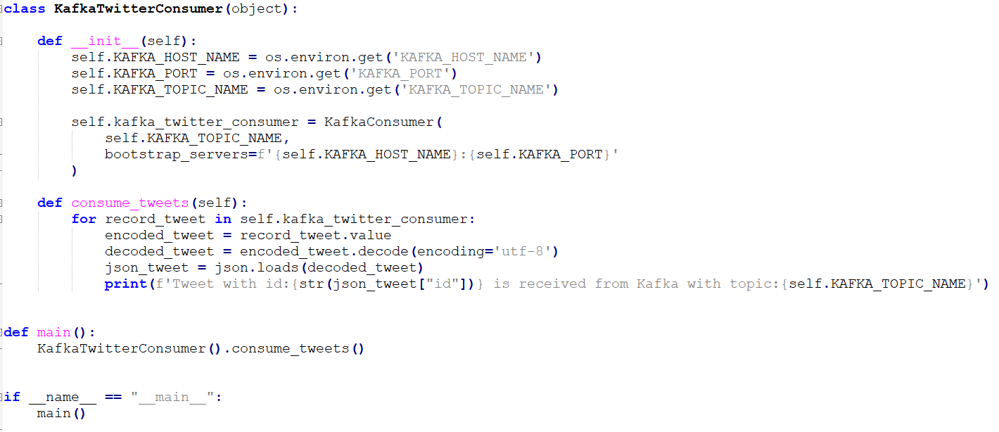 class KafkaTwitterConsumer(object):
    def __init__(self):
        self.KAFKA_HOST_NAME = os.environ.get('KAFKA_HOST_NAME')
        self.KAFKA_PORT = os.environ.get('KAFKA_PORT')
        self.KAFKA_TOPIC_NAME = os.environ.get('KAFKA_TOPIC_NAME')
        self.kafka_twitter_consumer = KafkaConsumer(
            self.KAFKA_TOPIC_NAME,
            bootstrap_servers=f'{self.KAFKA_HOST_NAME}:{self.KAFKA_PORT}'
        )
    def consume_tweets(self):
        for record_tweet in self.kafka_twitter_consumer:
            encoded_tweet = record_tweet.value
            decoded_tweet = encoded_tweet.decode(encoding='utf-8')
            json_tweet = json.loads(decoded_tweet)
            print(f'Tweet with id:{str(json_tweet["id"])} is received from Kafka with topic:{self.KAFKA_TOPIC_NAME}')
def main():
    KafkaTwitterConsumer().consume_tweets()
if __name__ == "__main__":
    main()